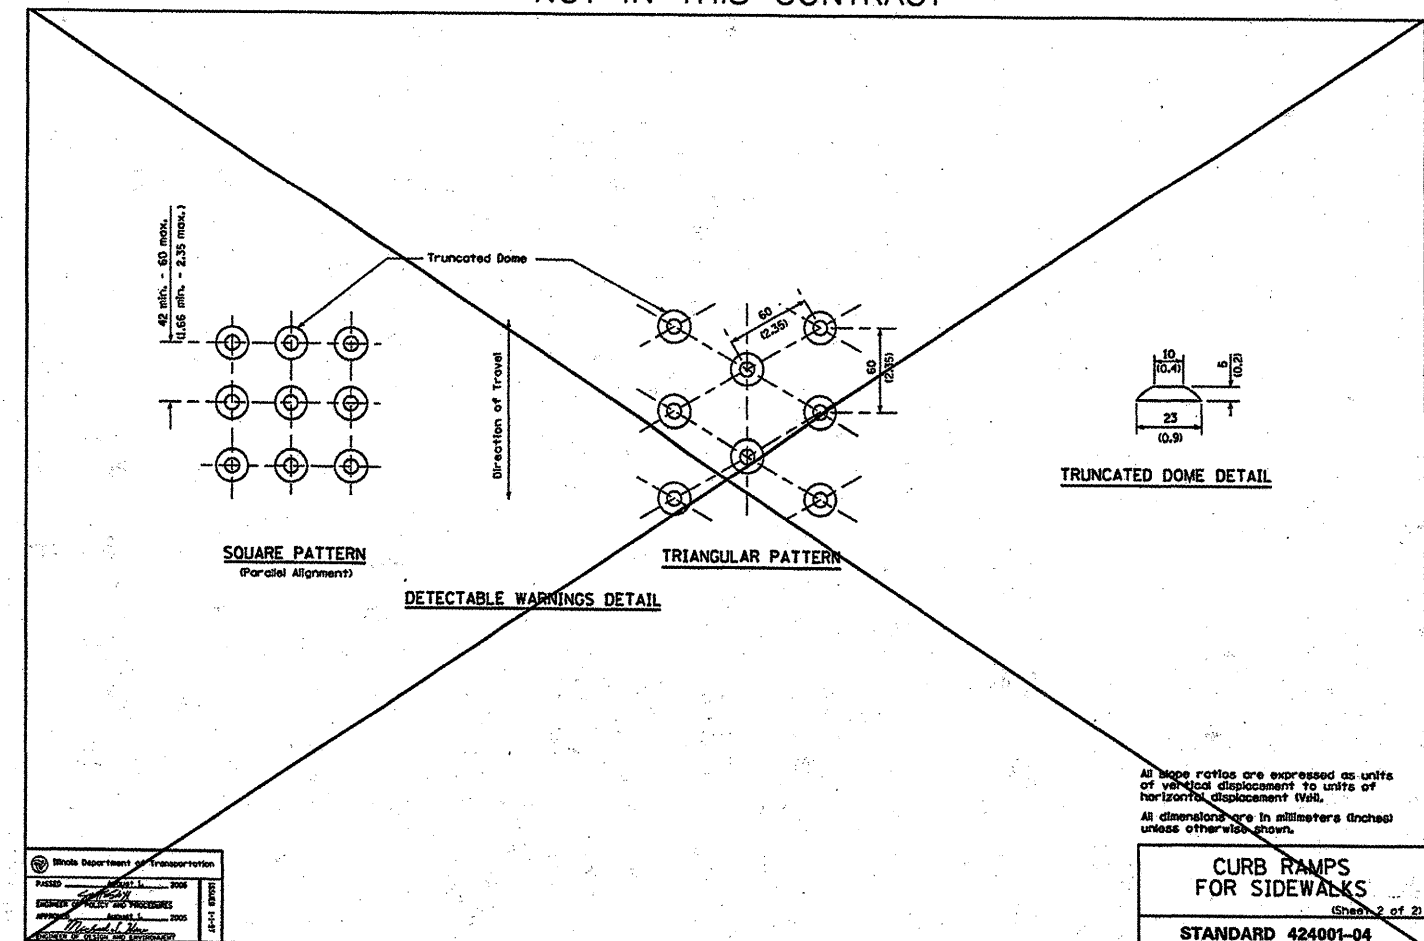 NOT IN THIS CONTRACT
42 min. - 60 max.
(1.66 min. - 2.35 max.)
Truncated Dome
Direction of Travel
60
(2.35)
60
(2.35)
10
(0.4)
5
(0.2)
23
(0.9)
TRUNCATED DOME DETAIL
SQUARE PATTERN
(Parallel Alignment)
TRIANGULAR PATTERN
DETECTABLE WARNINGS DETAIL
All slope ratios are expressed as units
of vertical displacement to units of
horizontal displacement (V:H).
All dimensions are in millimeters (inches)
unless otherwise shown.
Illinois Department of Transportation
PASSED AUGUST 1, 2005
ENGINEER OF POLICY AND PROCEDURES
APPROVED AUGUST 1, 2005
ENGINEER OF DESIGN AND ENVIRONMENT
ISSUED 1-1-97
CURB RAMPS
FOR SIDEWALKS
(Sheet 2 of 2)
STANDARD 424001-04